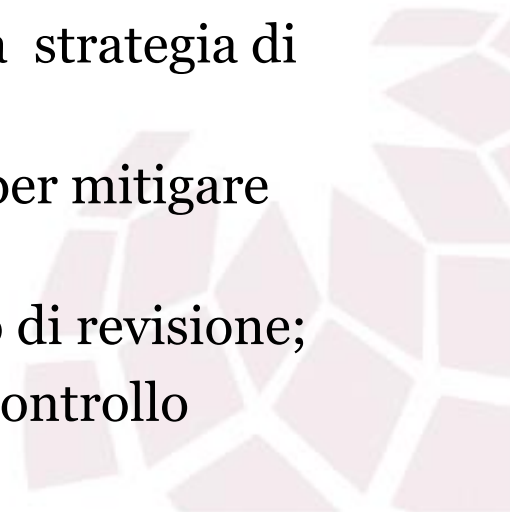 strategia di
per mitigare
di revisione;
ontrollo